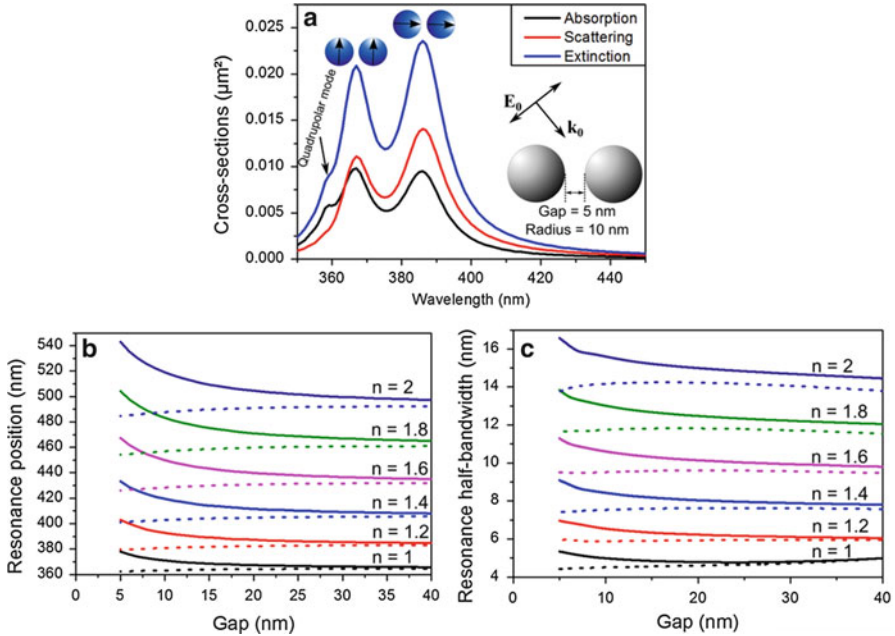 a
Absorption
Scattering
Extinction
Cross-sections (μm²)
0.025
0.020
0.015
0.010
0.005
0.000
Quadrupolar mode
E₀
k₀
Gap = 5 nm
Radius = 10 nm
360 380 400 420 440
Wavelength (nm)
b
Resonance position (nm)
540
520
500
480
460
440
420
400
380
360
n = 2
n = 1.8
n = 1.6
n = 1.4
n = 1.2
n = 1
0 5 10 15 20 25 30 35 40
Gap (nm)
c
Resonance half-bandwidth (nm)
16
14
12
10
8
6
4
n = 2
n = 1.8
n = 1.6
n = 1.4
n = 1.2
n = 1
0 10 20 30 40
Gap (nm)